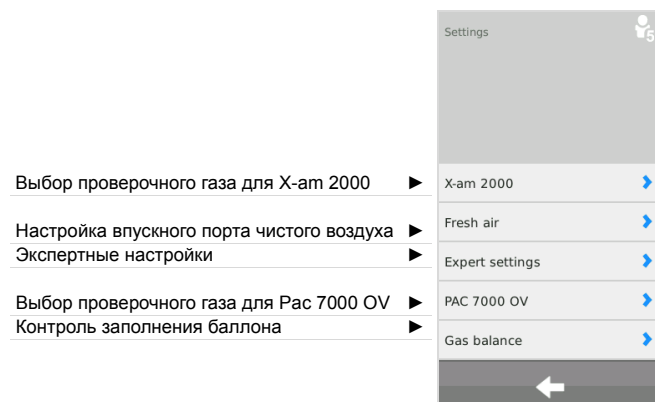 Settings
5
Выбор проверочного газа для X-am 2000 ► X-am 2000
Настройка впускного порта чистого воздуха ► Fresh air
Экспертные настройки ► Expert settings
Выбор проверочного газа для Pac 7000 OV ► PAC 7000 OV
Контроль заполнения баллона ► Gas balance